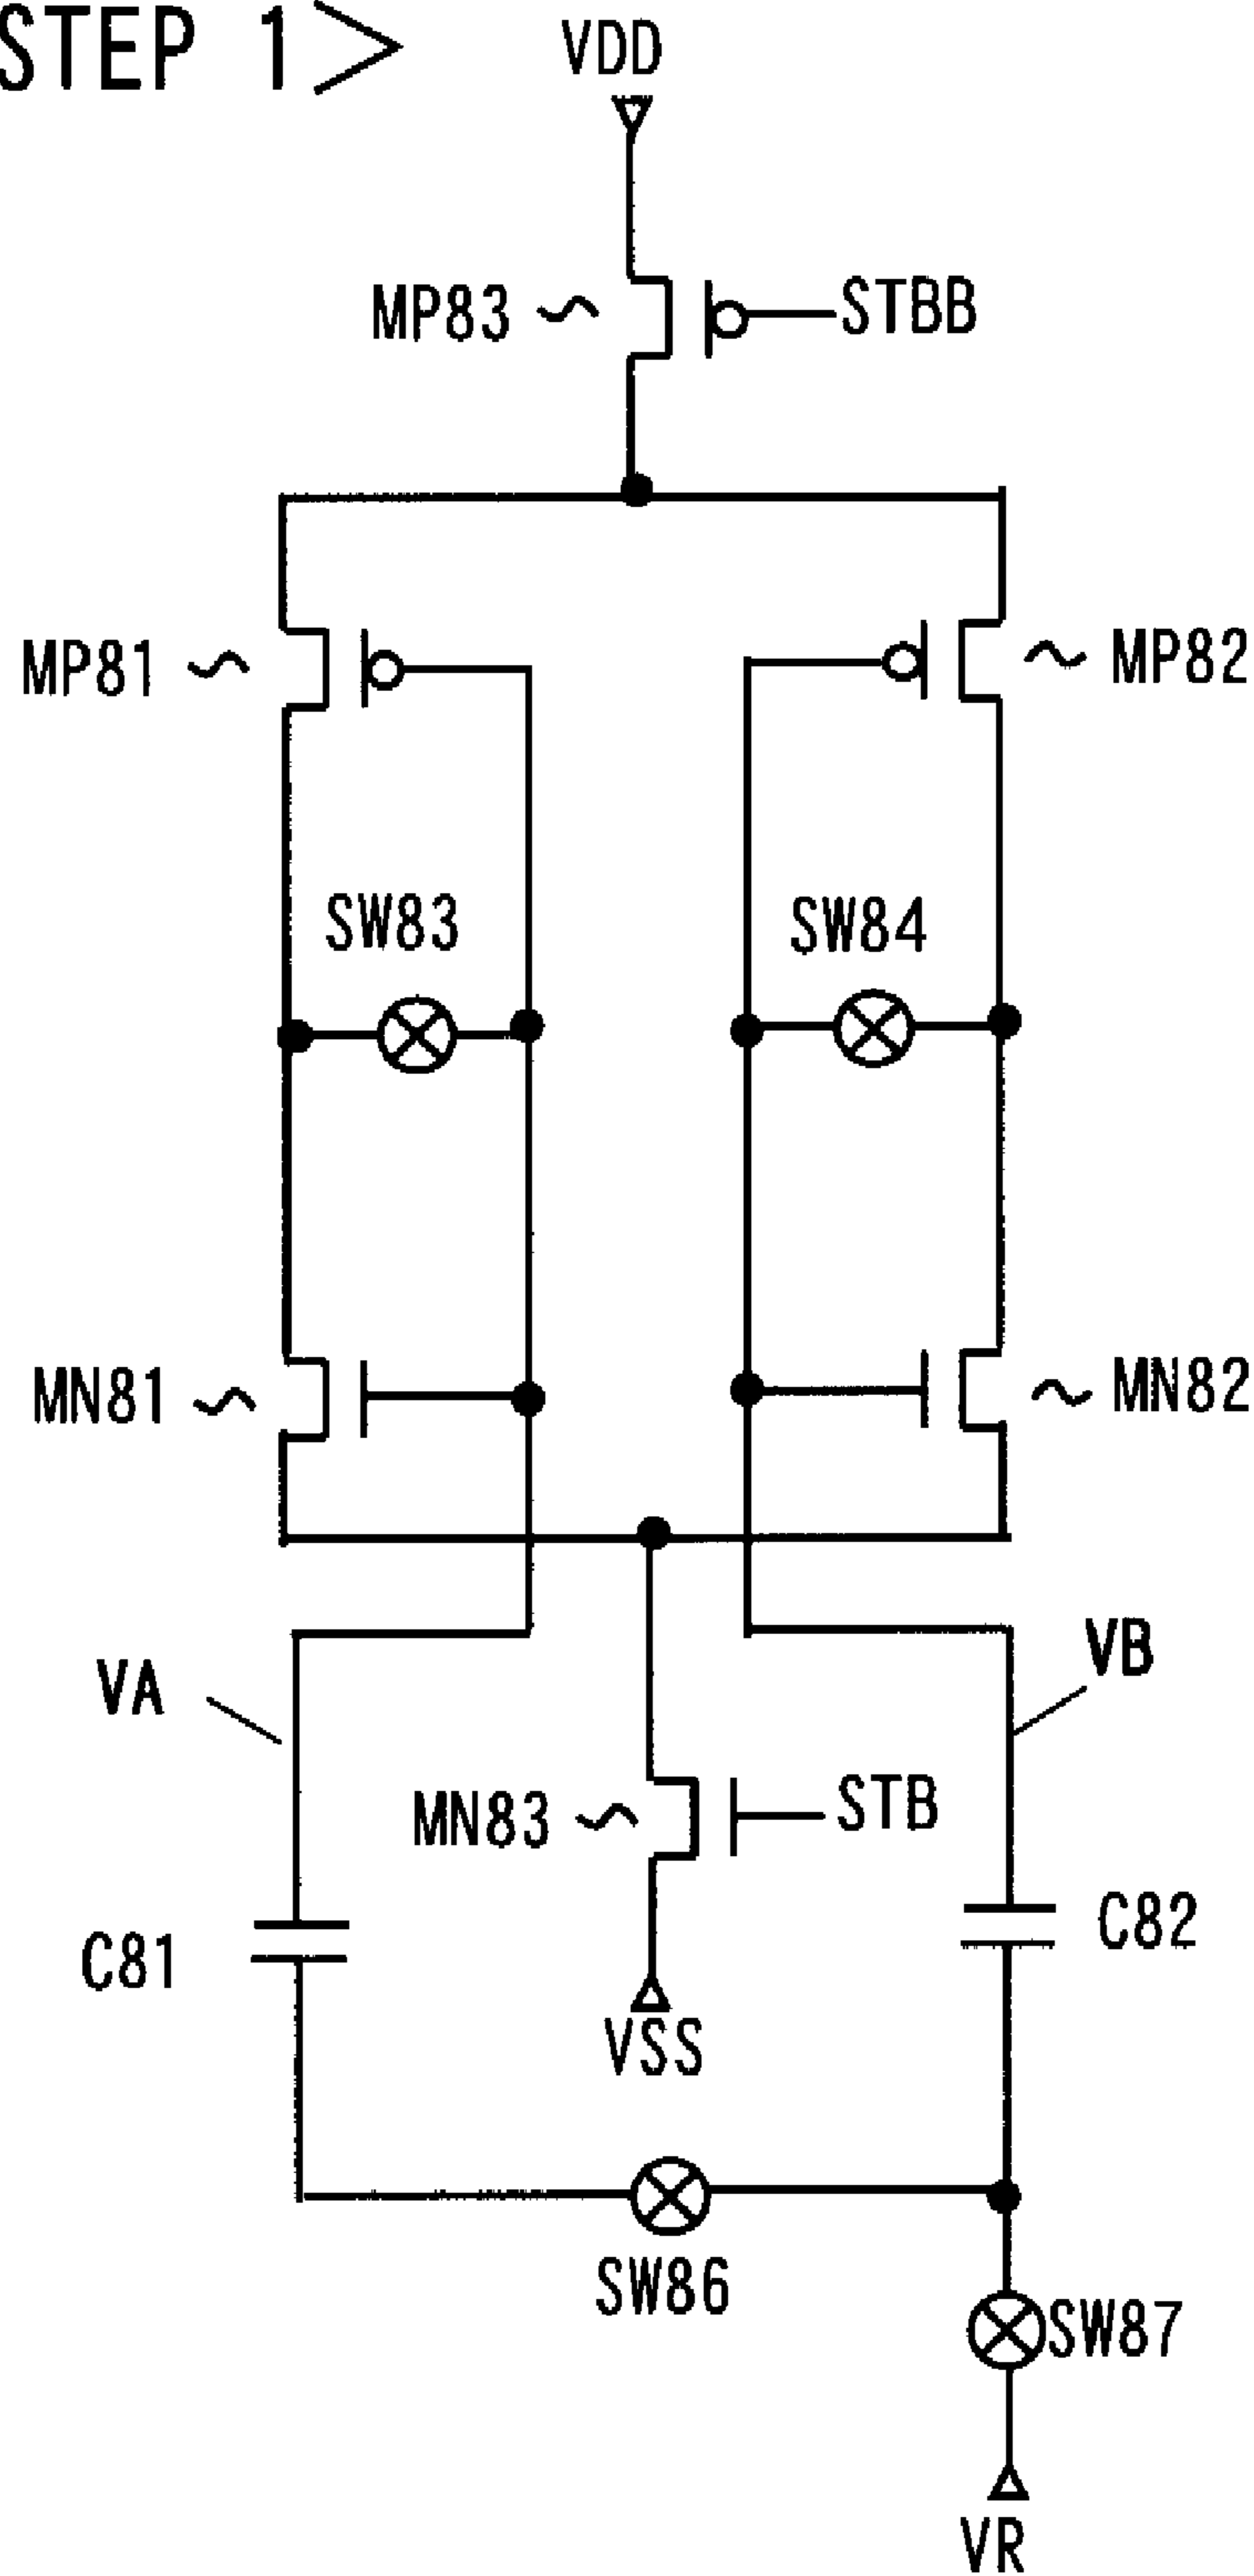 STEP 1>
VDD
MP83
STBB
MP81
MP82
SW83
SW84
MN81
MN82
VA
VB
MN83
STB
C81
C82
VSS
SW86
SW87
VR